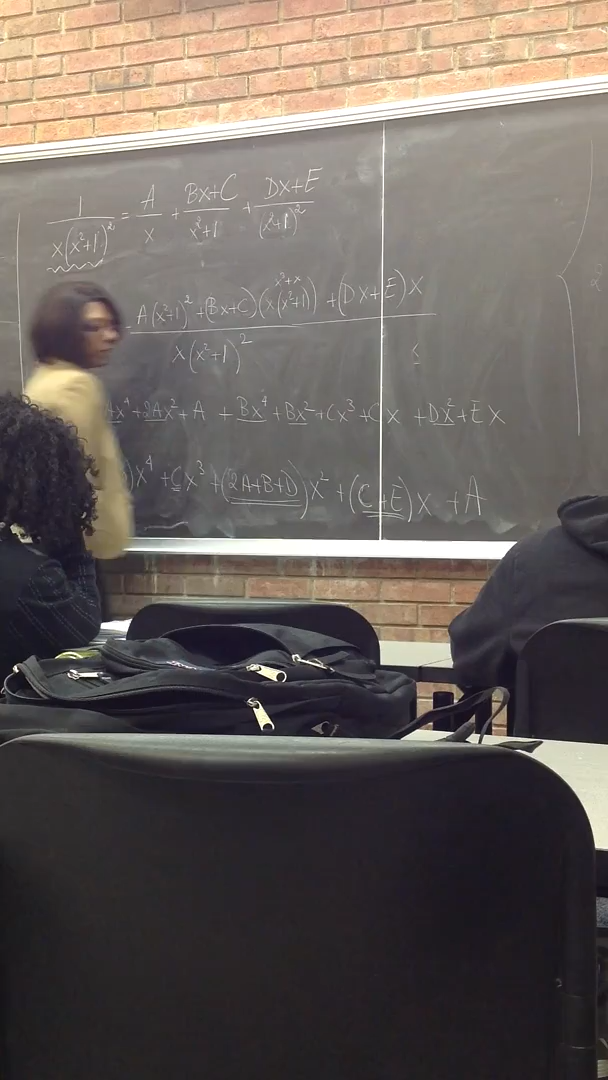 1/(x(x²+1)²) = A/x + (Bx+C)/(x²+1) + (Dx+E)/(x²+1)²
x³+x
A(x²+1)² + (Bx+C)(x(x²+1)) + (Dx+E)x
x(x²+1)²
x⁴ + 2Ax² + A + Bx⁴ + Bx² + Cx³ + Cx + Dx² + Ex
)x⁴ + Cx³ + (2A+B+D)x² + (C+E)x + A